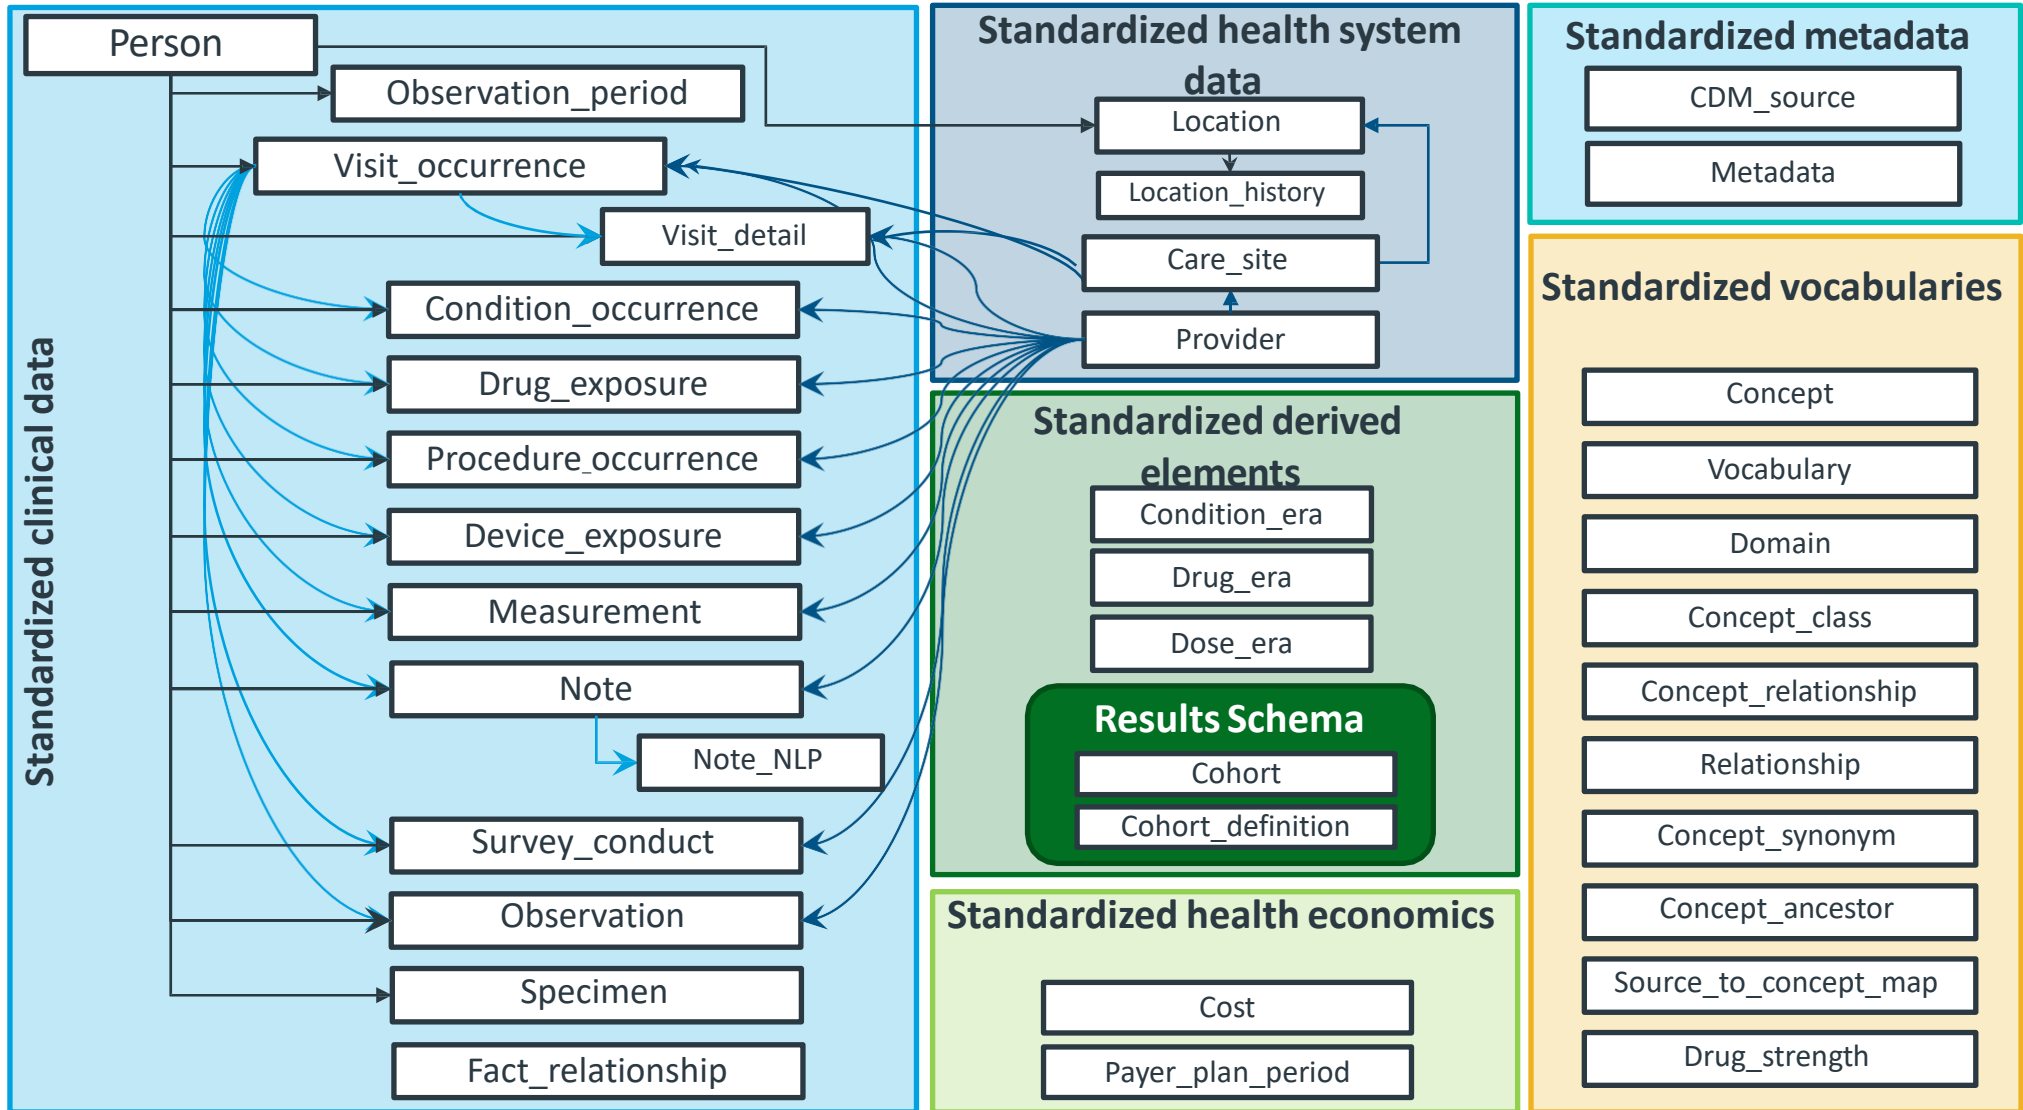 Standardized clinical data
Person
Observation_period
Visit_occurrence
Visit_detail
Condition_occurrence
Drug_exposure
Procedure_occurrence
Device_exposure
Measurement
Note
Note_NLP
Survey_conduct
Observation
Specimen
Fact_relationship
Standardized health system
data
Location
Location_history
Care_site
Provider
Standardized derived
elements
Condition_era
Drug_era
Dose_era
Results Schema
Cohort
Cohort_definition
Standardized health economics
Cost
Payer_plan_period
Standardized metadata
CDM_source
Metadata
Standardized vocabularies
Concept
Vocabulary
Domain
Concept_class
Concept_relationship
Relationship
Concept_synonym
Concept_ancestor
Source_to_concept_map
Drug_strength